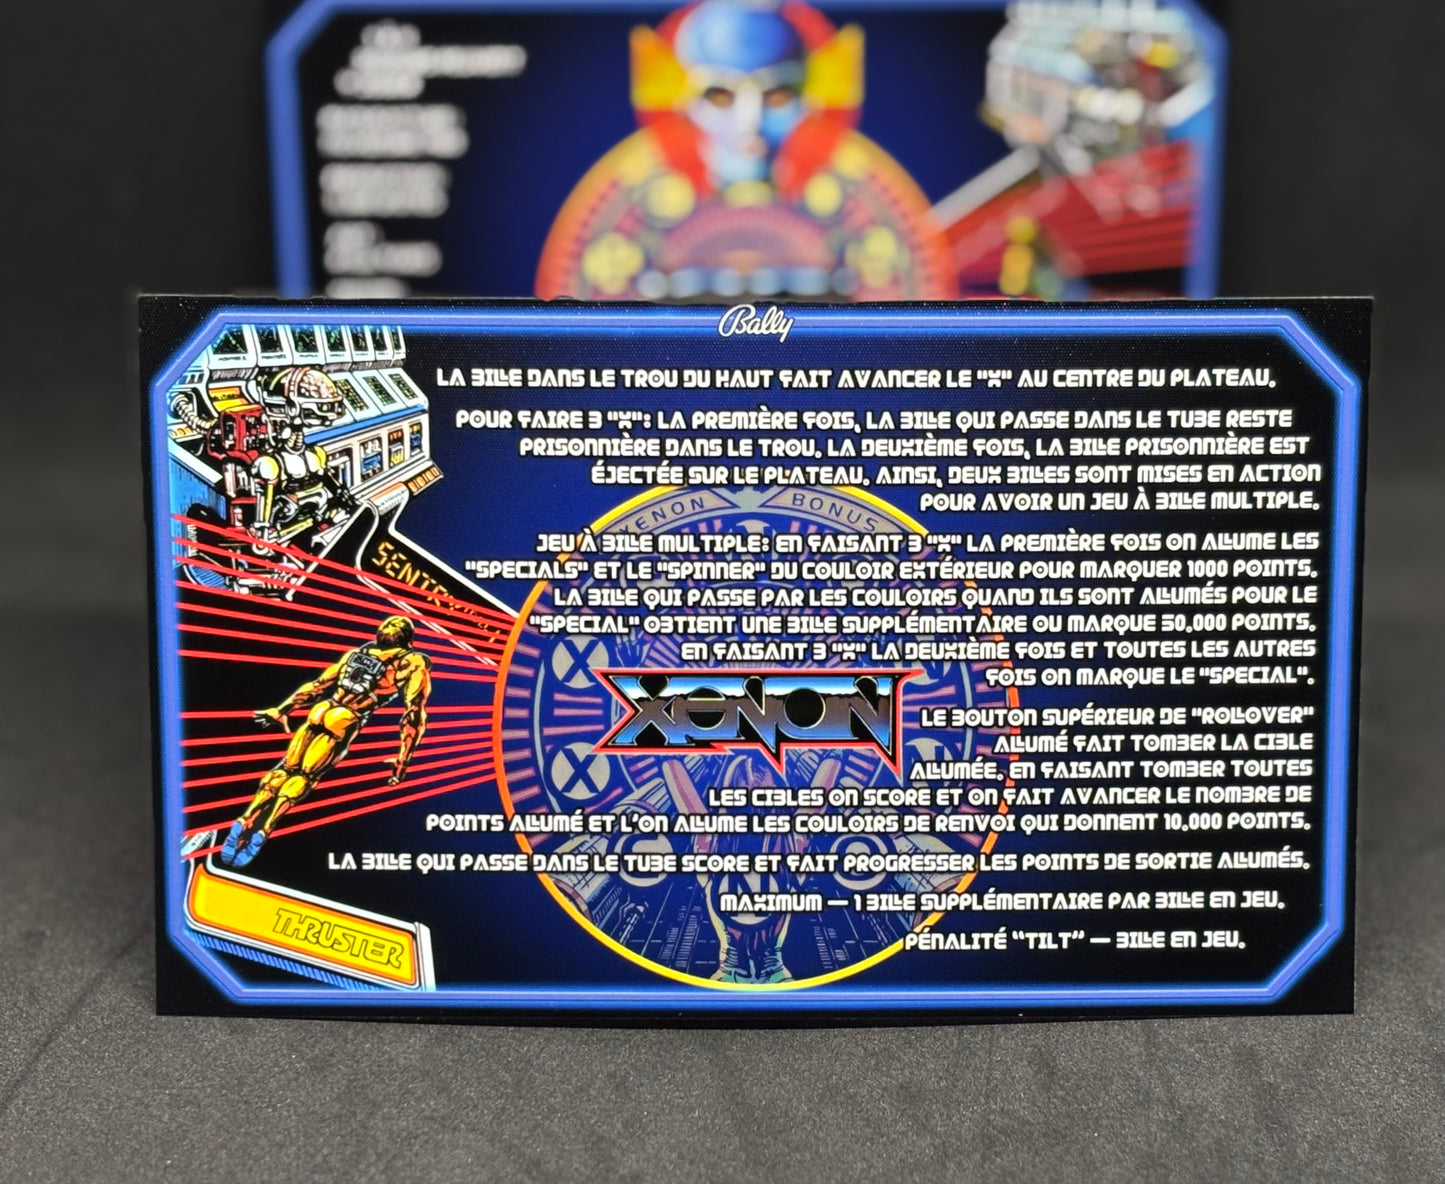 Bally
LA BILLE DANS LE TROU DU HAUT FAIT AVANCER LE "X" AU CENTRE DU PLATEAU.
POUR FAIRE 3 "X": LA PREMIÈRE FOIS, LA BILLE QUI PASSE DANS LE TUBE RESTE
PRISONNIÈRE DANS LE TROU. LA DEUXIÈME FOIS, LA BILLE PRISONNIÈRE EST
ÉJECTÉE SUR LE PLATEAU. AINSI, DEUX BILLES SONT MISES EN ACTION
POUR AVOIR UN JEU À BILLE MULTIPLE.
XENON BONUS
JEU À BILLE MULTIPLE: EN FAISANT 3 "X" LA PREMIÈRE FOIS ON ALLUME LES
"SPECIALS" ET LE "SPINNER" DU COULOIR EXTÉRIEUR POUR MARQUER 1000 POINTS.
LA BILLE QUI PASSE PAR LES COULOIRS QUAND ILS SONT ALLUMÉS POUR LE
"SPECIAL" OBTIENT UNE BILLE SUPPLÉMENTAIRE OU MARQUE 50,000 POINTS.
EN FAISANT 3 "X" LA DEUXIÈME FOIS ET TOUTES LES AUTRES
FOIS ON MARQUE LE "SPECIAL".
XENON
LE BOUTON SUPÉRIEUR DE "ROLLOVER"
ALLUMÉ FAIT TOMBER LA CIBLE
ALLUMÉE. EN FAISANT TOMBER TOUTES
LES CIBLES ON SCORE ET ON FAIT AVANCER LE NOMBRE DE
POINTS ALLUMÉ ET L'ON ALLUME LES COULOIRS DE RENVOI QUI DONNENT 10,000 POINTS.
LA BILLE QUI PASSE DANS LE TUBE SCORE ET FAIT PROGRESSER LES POINTS DE SORTIE ALLUMÉS.
MAXIMUM — 1 BILLE SUPPLÉMENTAIRE PAR BILLE EN JEU.
PÉNALITÉ "TILT" — BILLE EN JEU.
THRUSTER